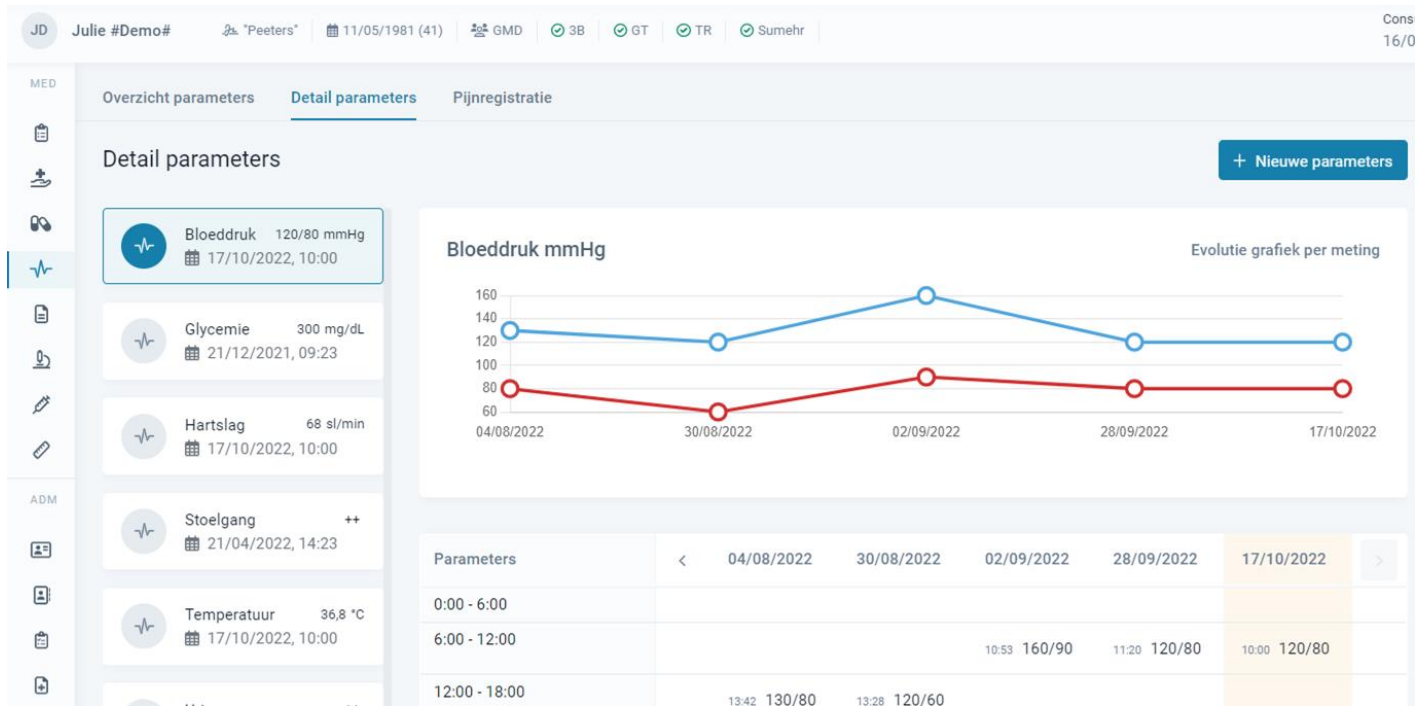 JD Julie #Demo# "Peeters" 11/05/1981 (41) GMD 3B GT TR Sumehr
Cons
16/0
MED
Overzicht parameters Detail parameters Pijnregistratie
Detail parameters
+ Nieuwe parameters
Bloeddruk 120/80 mmHg
17/10/2022, 10:00
Glycemie 300 mg/dL
21/12/2021, 09:23
Hartslag 68 sl/min
17/10/2022, 10:00
Stoelgang ++
21/04/2022, 14:23
Temperatuur 36,8 °C
17/10/2022, 10:00
ADM
Bloeddruk mmHg
Evolutie grafiek per meting
160
140
120
100
80
60
04/08/2022 30/08/2022 02/09/2022 28/09/2022 17/10/2022
Parameters < 04/08/2022 30/08/2022 02/09/2022 28/09/2022 17/10/2022 >
0:00 - 6:00
6:00 - 12:00
10:53 160/90 11:20 120/80 10:00 120/80
12:00 - 18:00
13:42 130/80 13:28 120/60